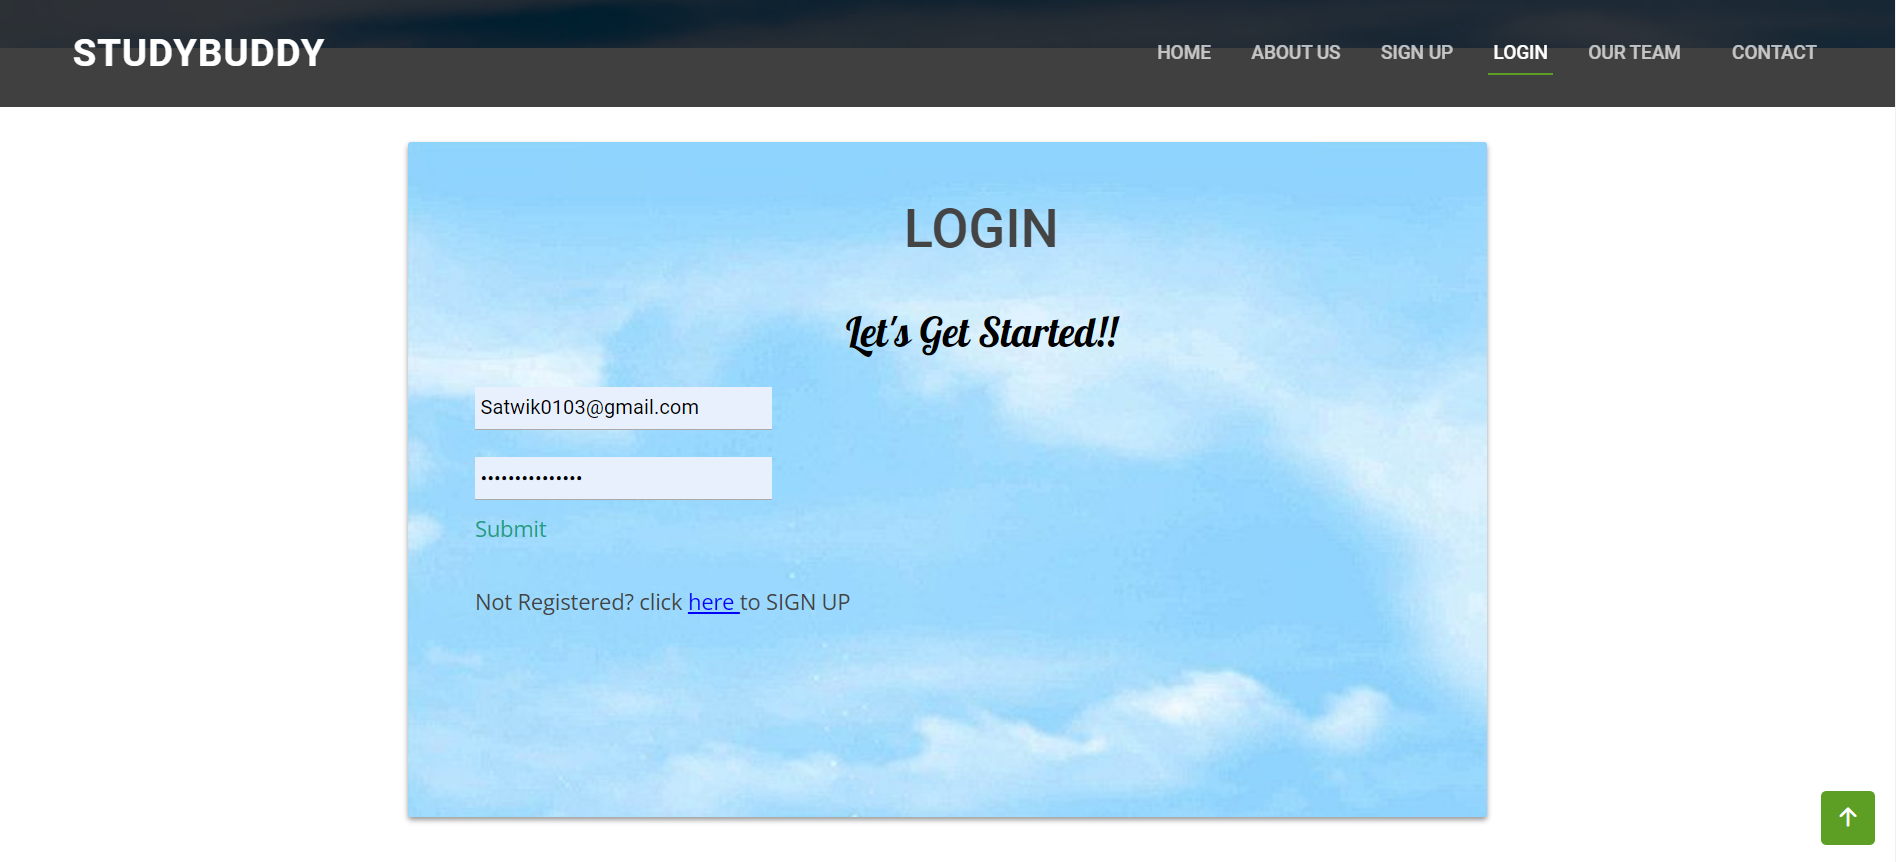 STUDYBUDDY
HOME ABOUT US SIGN UP LOGIN OUR TEAM CONTACT
LOGIN
Let's Get Started!!
Satwik0103@gmail.com
•••••••••••••••
Submit
Not Registered? click here to SIGN UP